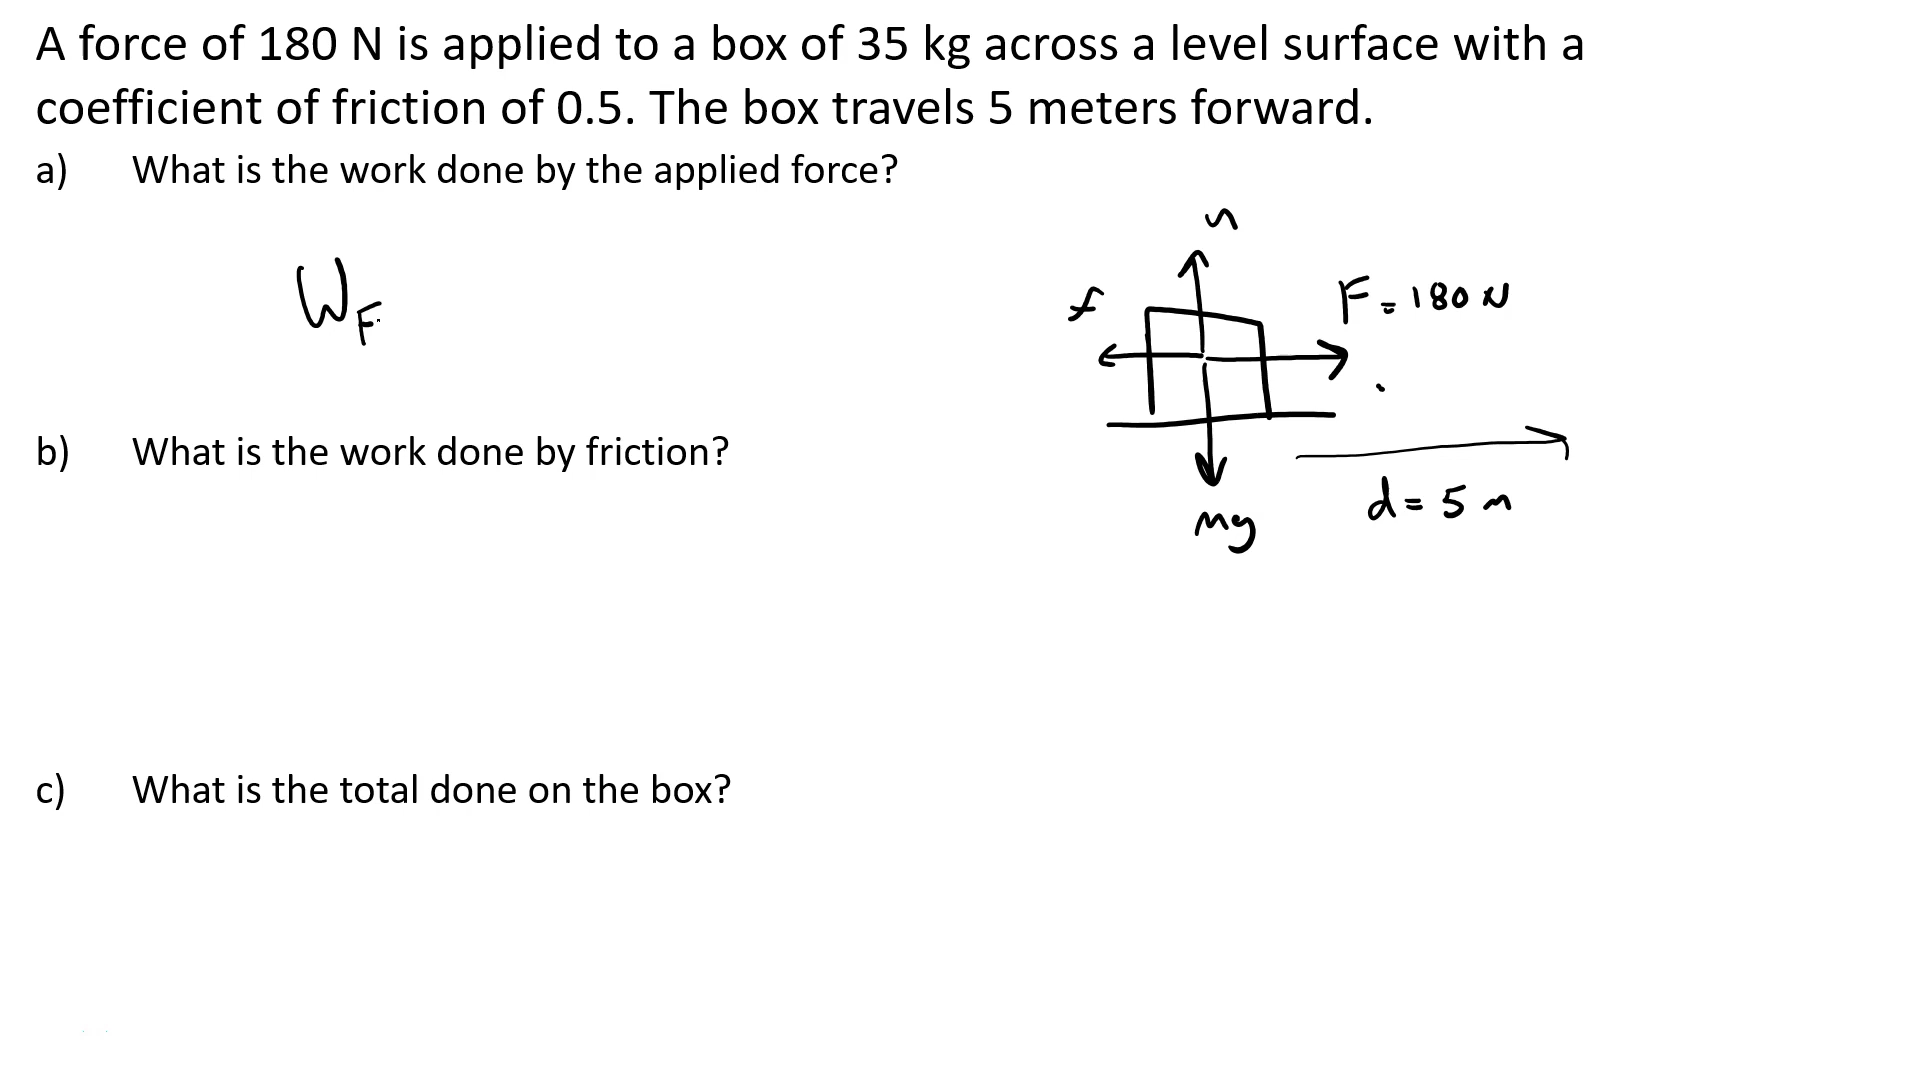 A force of 180 N is applied to a box of 35 kg across a level surface with a
coefficient of friction of 0.5. The box travels 5 meters forward.
a) What is the work done by the applied force?
W_F
n
f
F = 180 N
b) What is the work done by friction?
mg
d = 5 m
c) What is the total done on the box?